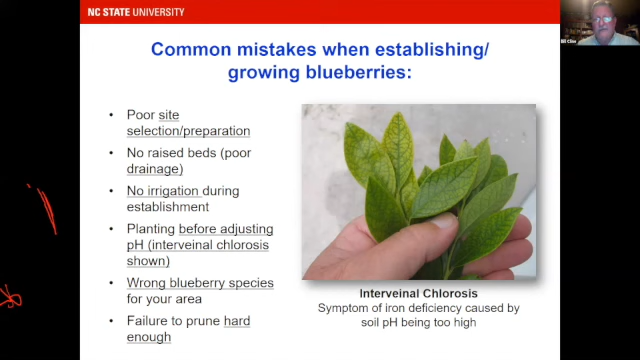 NC STATE UNIVERSITY
Common mistakes when establishing/
growing blueberries:
• Poor site
selection/preparation
• No raised beds (poor
drainage)
• No irrigation during
establishment
• Planting before adjusting
pH (interveinal chlorosis
shown)
• Wrong blueberry species
for your area
• Failure to prune hard
enough
Interveinal Chlorosis
Symptom of iron deficiency caused by
soil pH being too high
Bill Cline